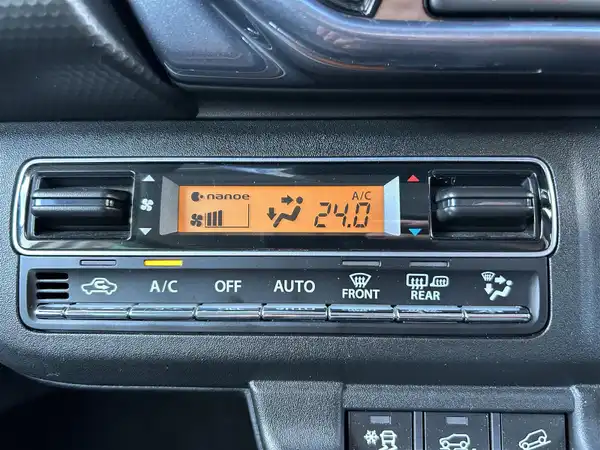 nanoe A/C
24.0
A/C OFF AUTO FRONT REAR